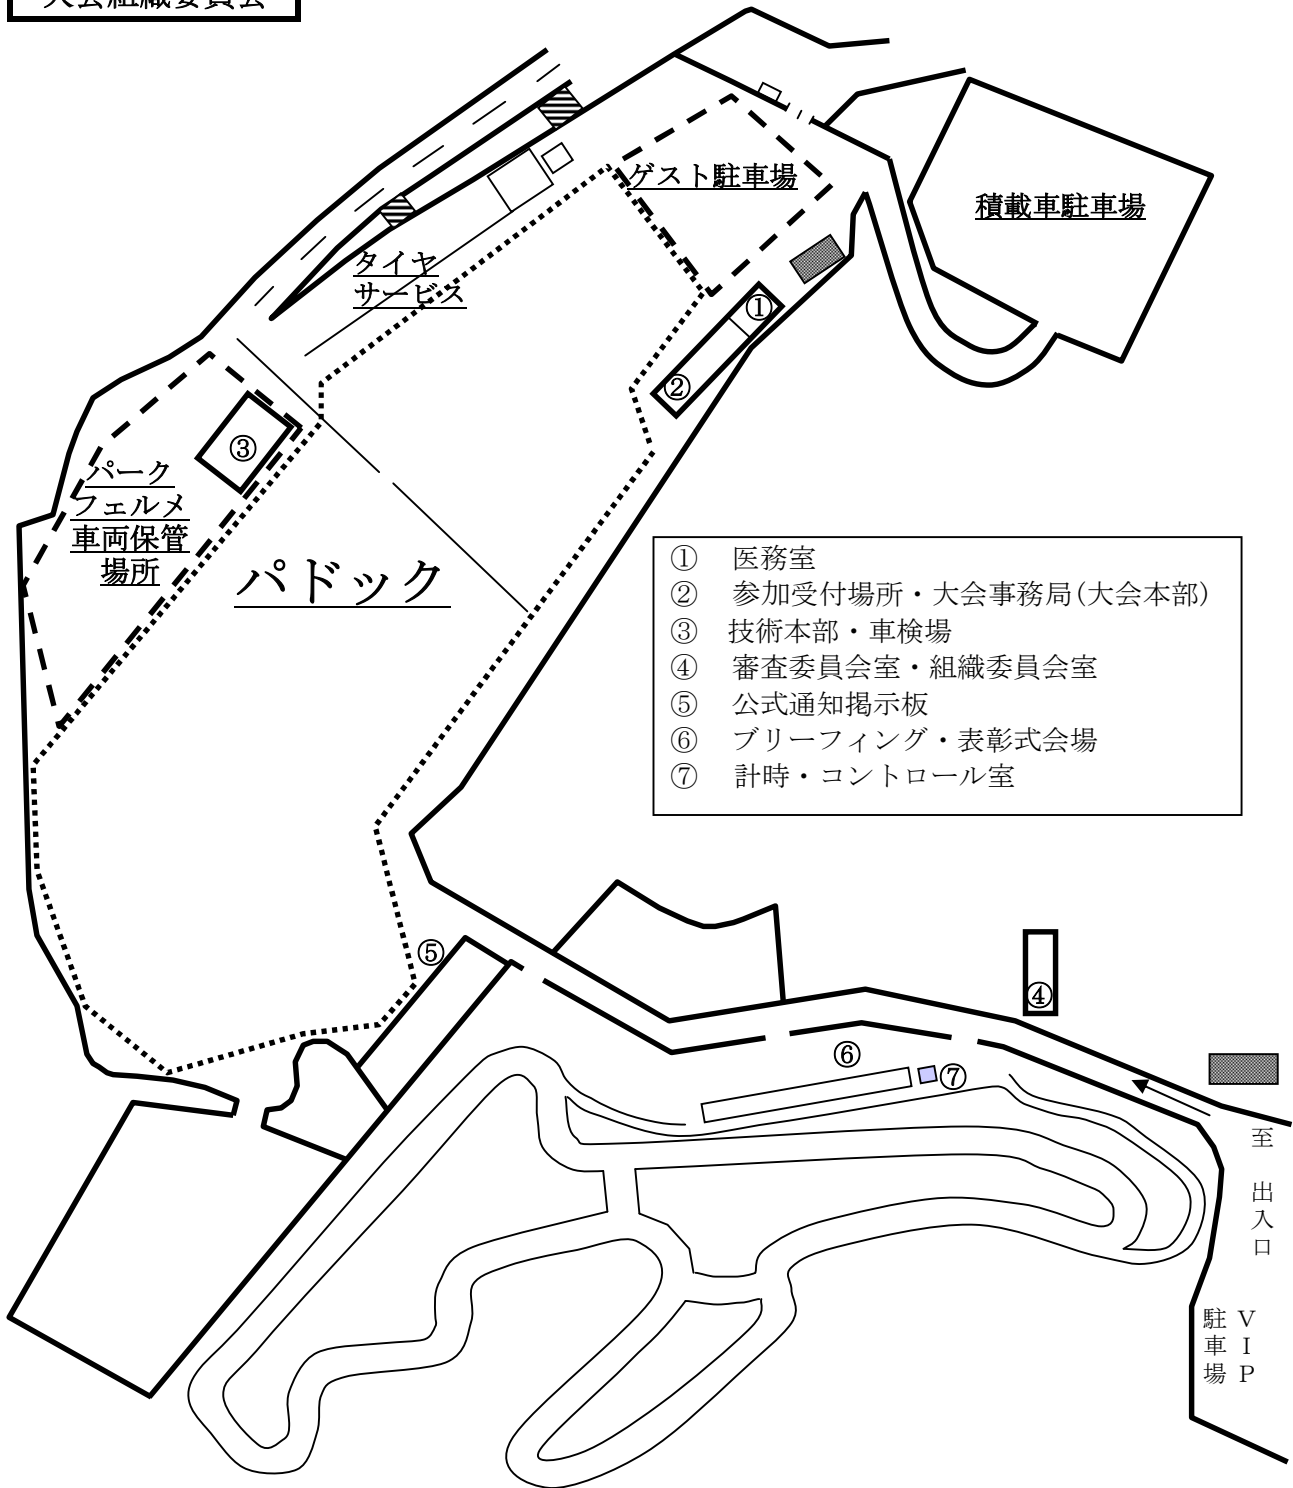 大会組織委員会
ゲスト駐車場
積載車駐車場
タイヤ
サービス
①
②
③
パーク
フェルメ
車両保管
場所
パドック
① 医務室
② 参加受付場所・大会事務局(大会本部)
③ 技術本部・車検場
④ 審査委員会室・組織委員会室
⑤ 公式通知掲示板
⑥ ブリーフィング・表彰式会場
⑦ 計時・コントロール室
⑤
④
⑥
⑦
至 出入口
VIP
駐車場